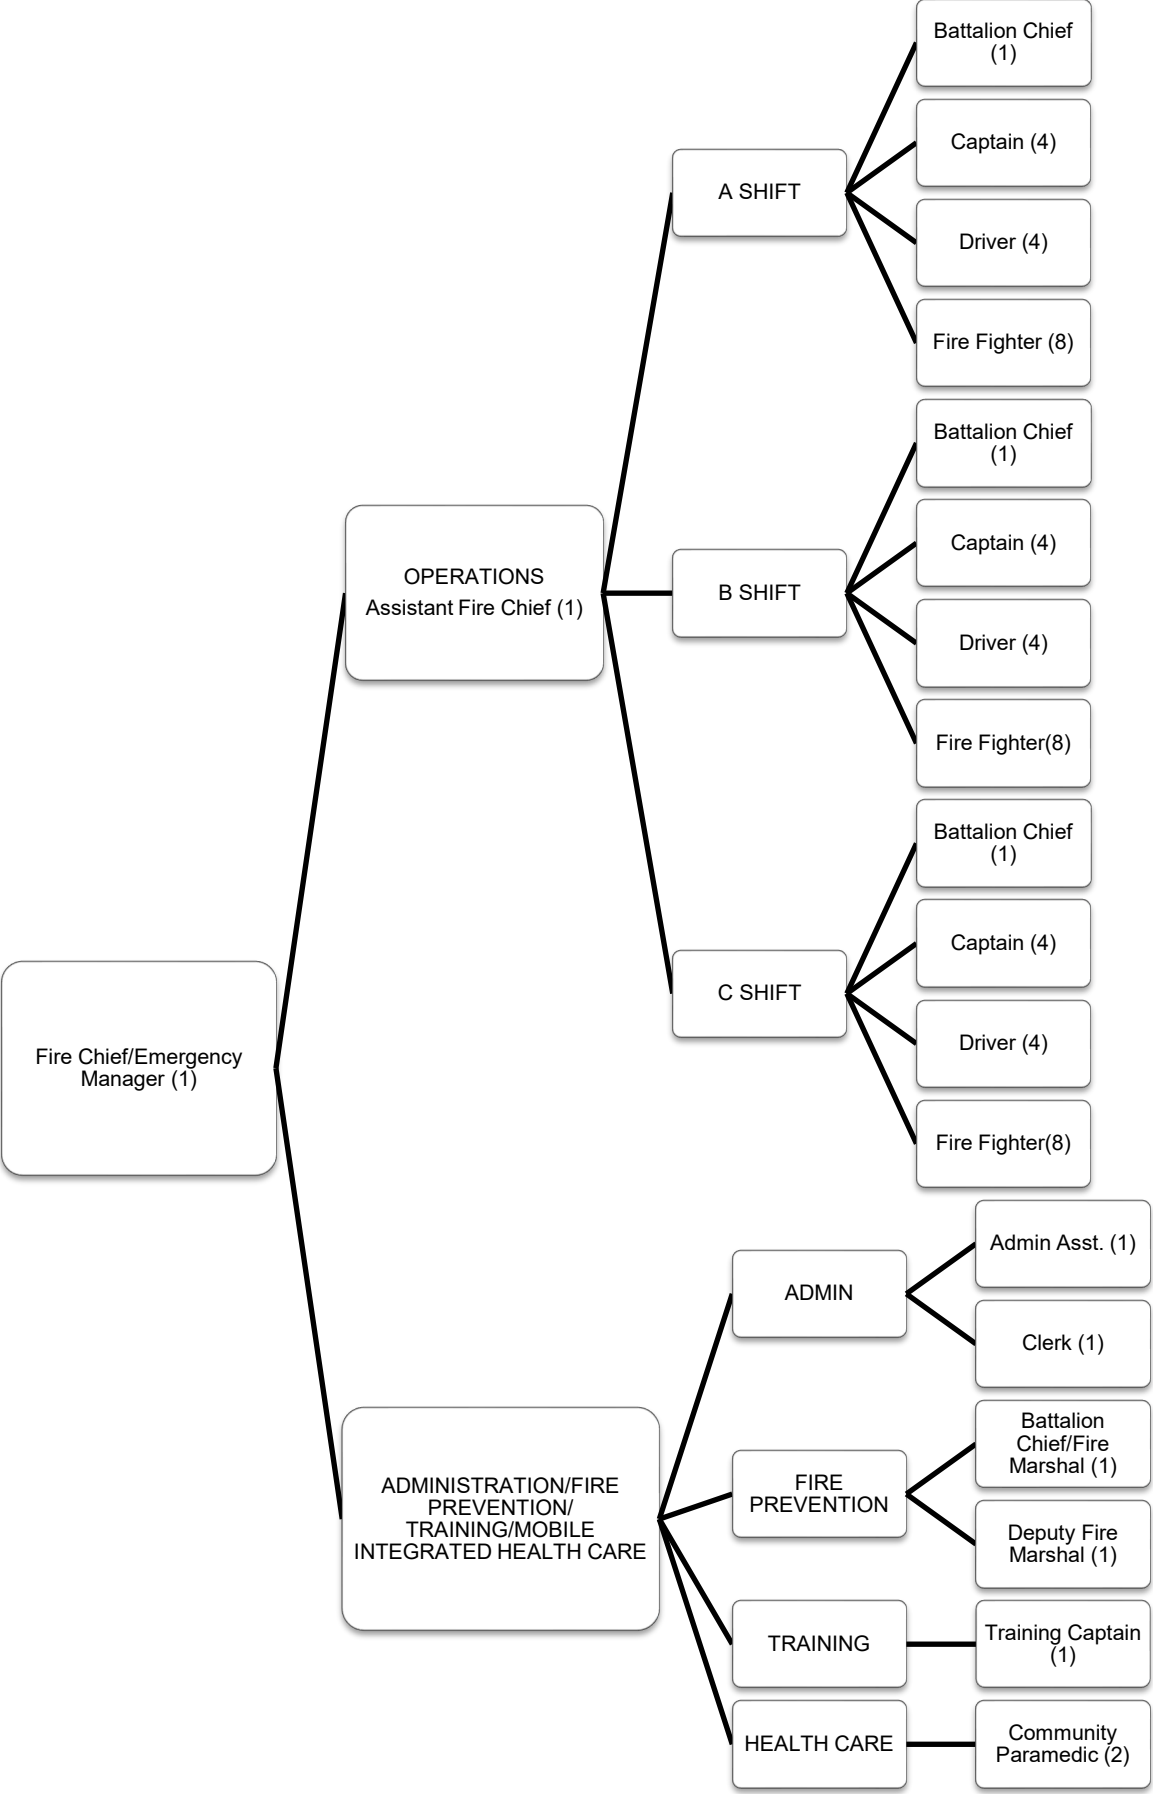 Battalion Chief
(1)
Captain (4)
A SHIFT
Driver (4)
Fire Fighter (8)
Battalion Chief
(1)
Captain (4)
OPERATIONS
Assistant Fire Chief (1)
B SHIFT
Driver (4)
Fire Fighter(8)
Battalion Chief
(1)
Captain (4)
C SHIFT
Driver (4)
Fire Chief/Emergency
Manager (1)
Fire Fighter(8)
Admin Asst. (1)
ADMIN
Clerk (1)
Battalion
Chief/Fire
Marshal (1)
ADMINISTRATION/FIRE
PREVENTION/
TRAINING/MOBILE
INTEGRATED HEALTH CARE
FIRE
PREVENTION
Deputy Fire
Marshal (1)
TRAINING
Training Captain
(1)
HEALTH CARE
Community
Paramedic (2)